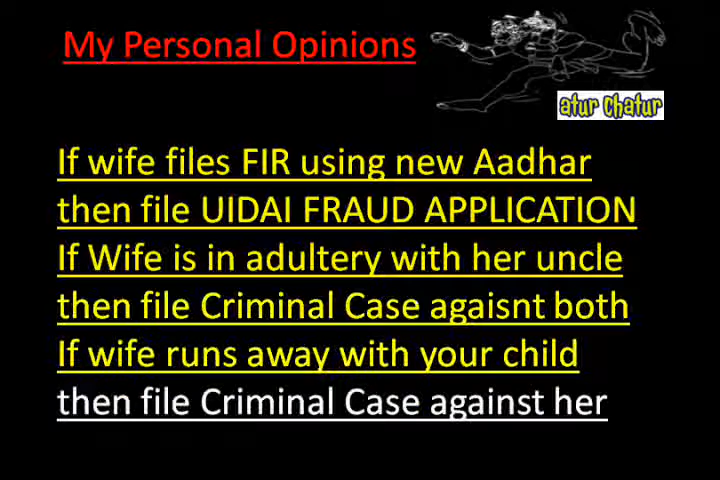 My Personal Opinions
atur Chatur
If wife files FIR using new Aadhar
then file UIDAI FRAUD APPLICATION
If Wife is in adultery with her uncle
then file Criminal Case agaisnt both
If wife runs away with your child
then file Criminal Case against her